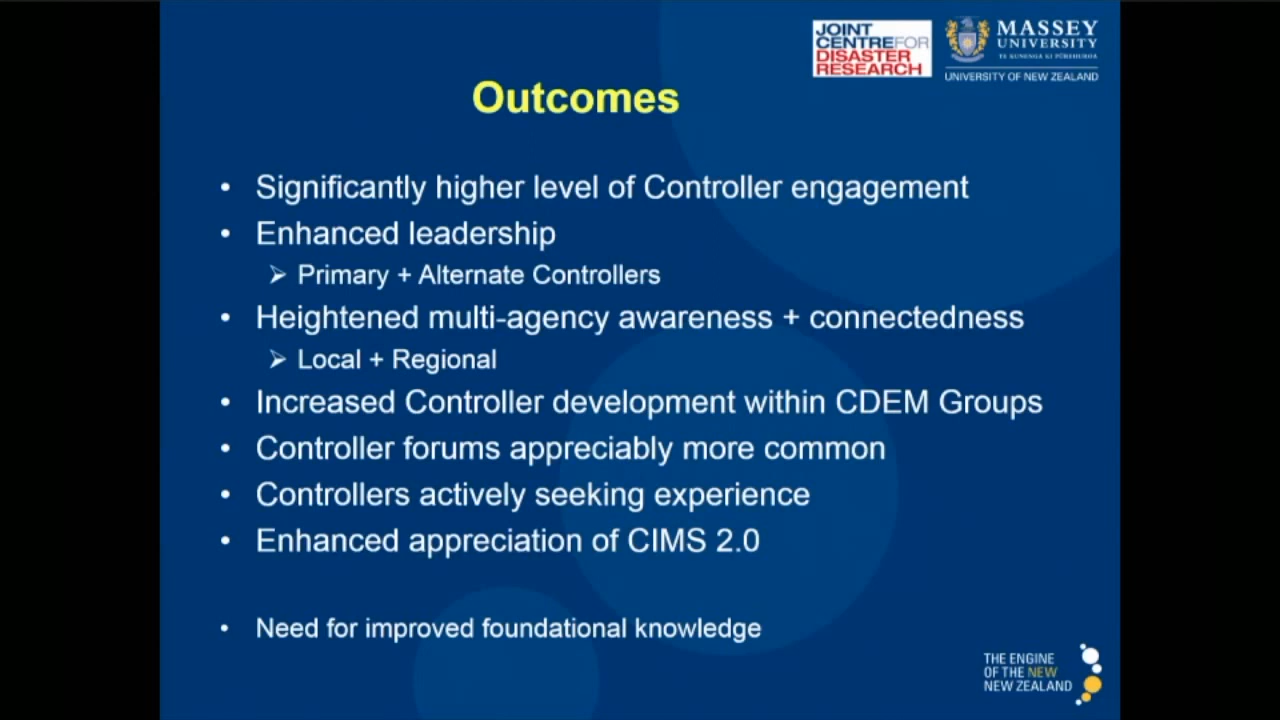 JOINT
CENTRE FOR
DISASTER
RESEARCH
MASSEY
UNIVERSITY
TE KUNENGA KI PŪREHUROA
UNIVERSITY OF NEW ZEALAND
Outcomes
• Significantly higher level of Controller engagement
• Enhanced leadership
➢ Primary + Alternate Controllers
• Heightened multi-agency awareness + connectedness
➢ Local + Regional
• Increased Controller development within CDEM Groups
• Controller forums appreciably more common
• Controllers actively seeking experience
• Enhanced appreciation of CIMS 2.0
• Need for improved foundational knowledge
THE ENGINE
OF THE NEW
NEW ZEALAND